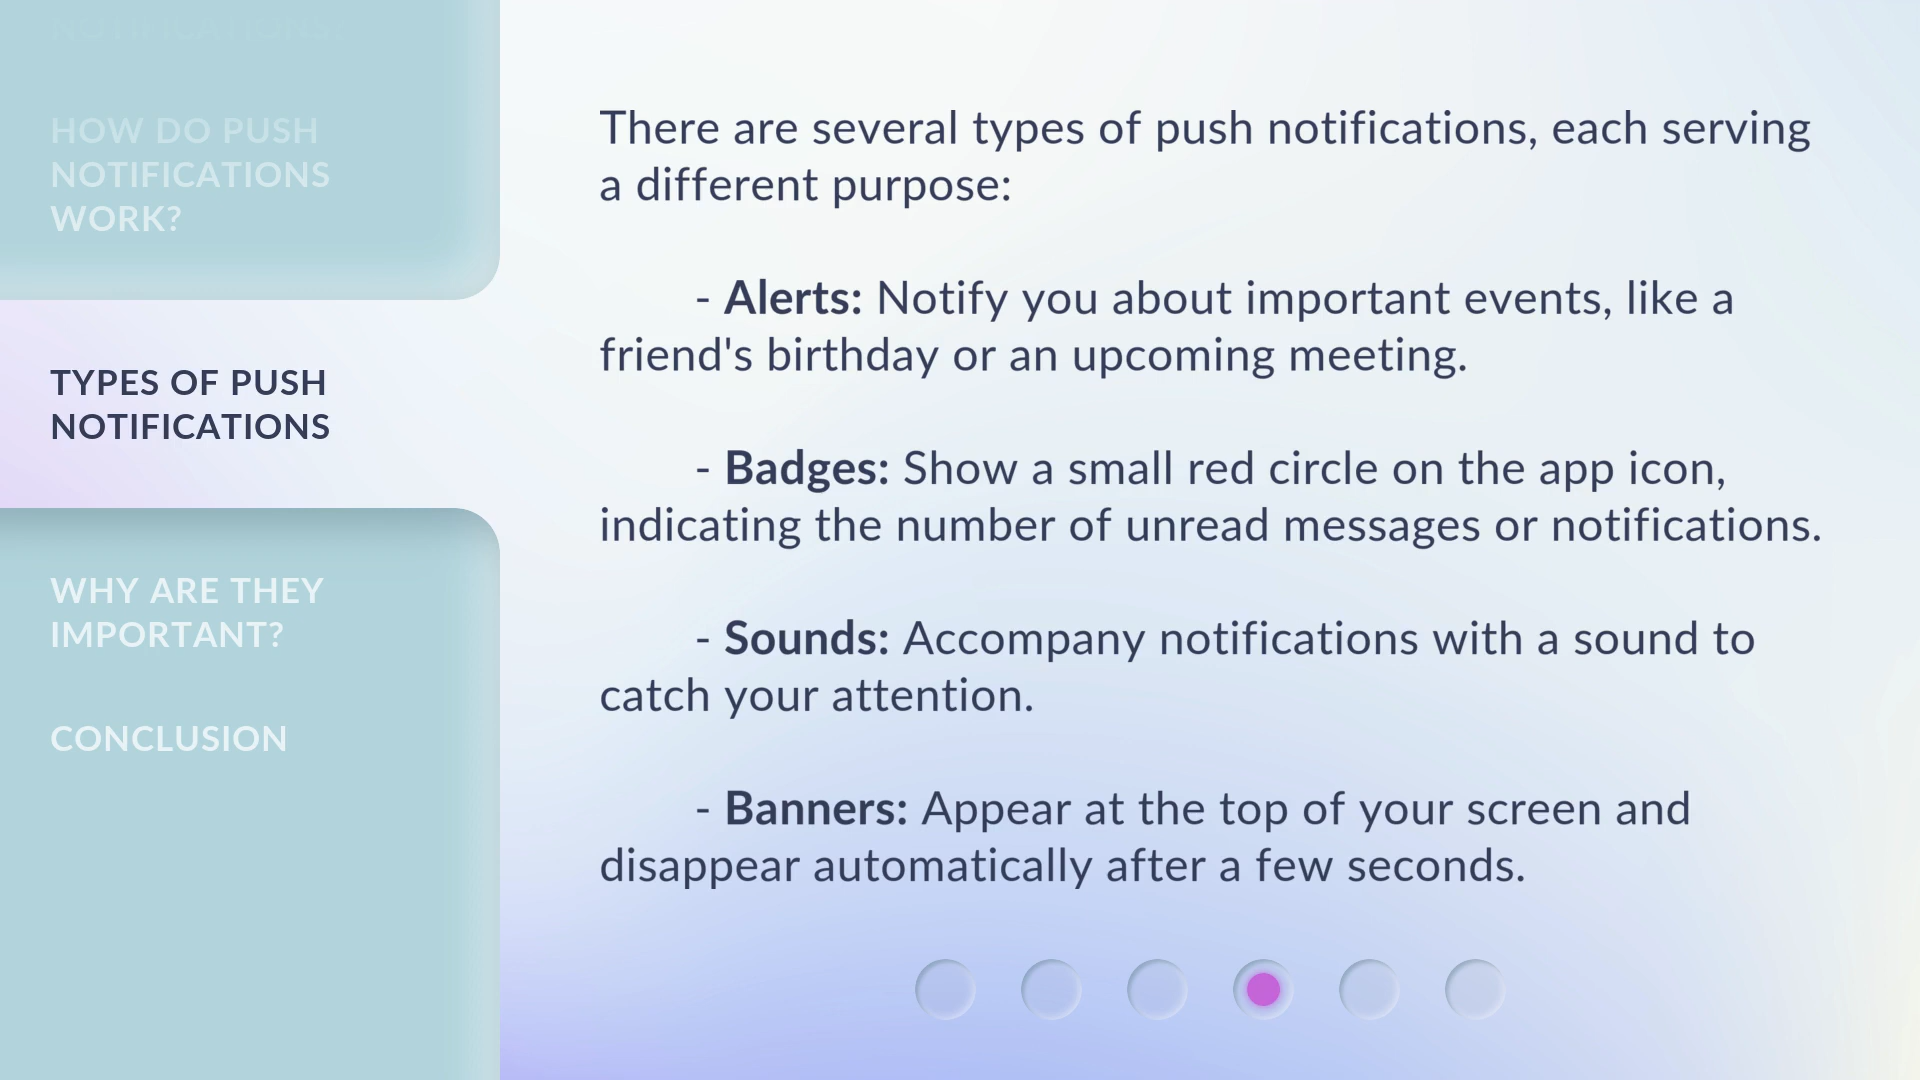 NOTIFICATIONS?
HOW DO PUSH
NOTIFICATIONS
WORK?
TYPES OF PUSH
NOTIFICATIONS
WHY ARE THEY
IMPORTANT?
CONCLUSION
There are several types of push notifications, each serving
a different purpose:
- Alerts: Notify you about important events, like a
friend's birthday or an upcoming meeting.
- Badges: Show a small red circle on the app icon,
indicating the number of unread messages or notifications.
- Sounds: Accompany notifications with a sound to
catch your attention.
- Banners: Appear at the top of your screen and
disappear automatically after a few seconds.